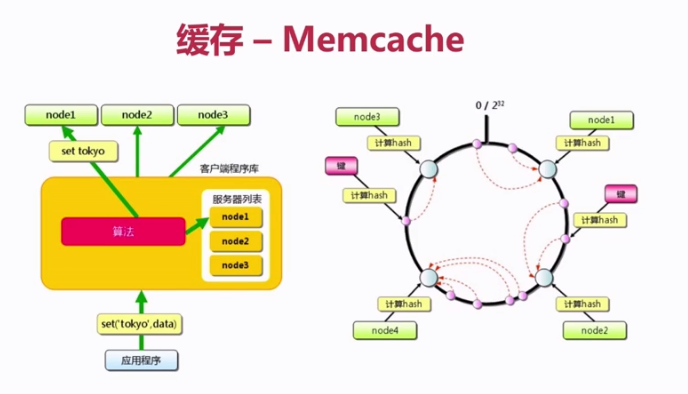 缓存 – Memcache
node1
node2
node3
set tokyo
客户端程序库
服务器列表
算法
node1
node2
node3
set('tokyo',data)
应用程序
0 / 2³²
node3
node1
计算hash
计算hash
键
键
计算hash
计算hash
计算hash
计算hash
node4
node2